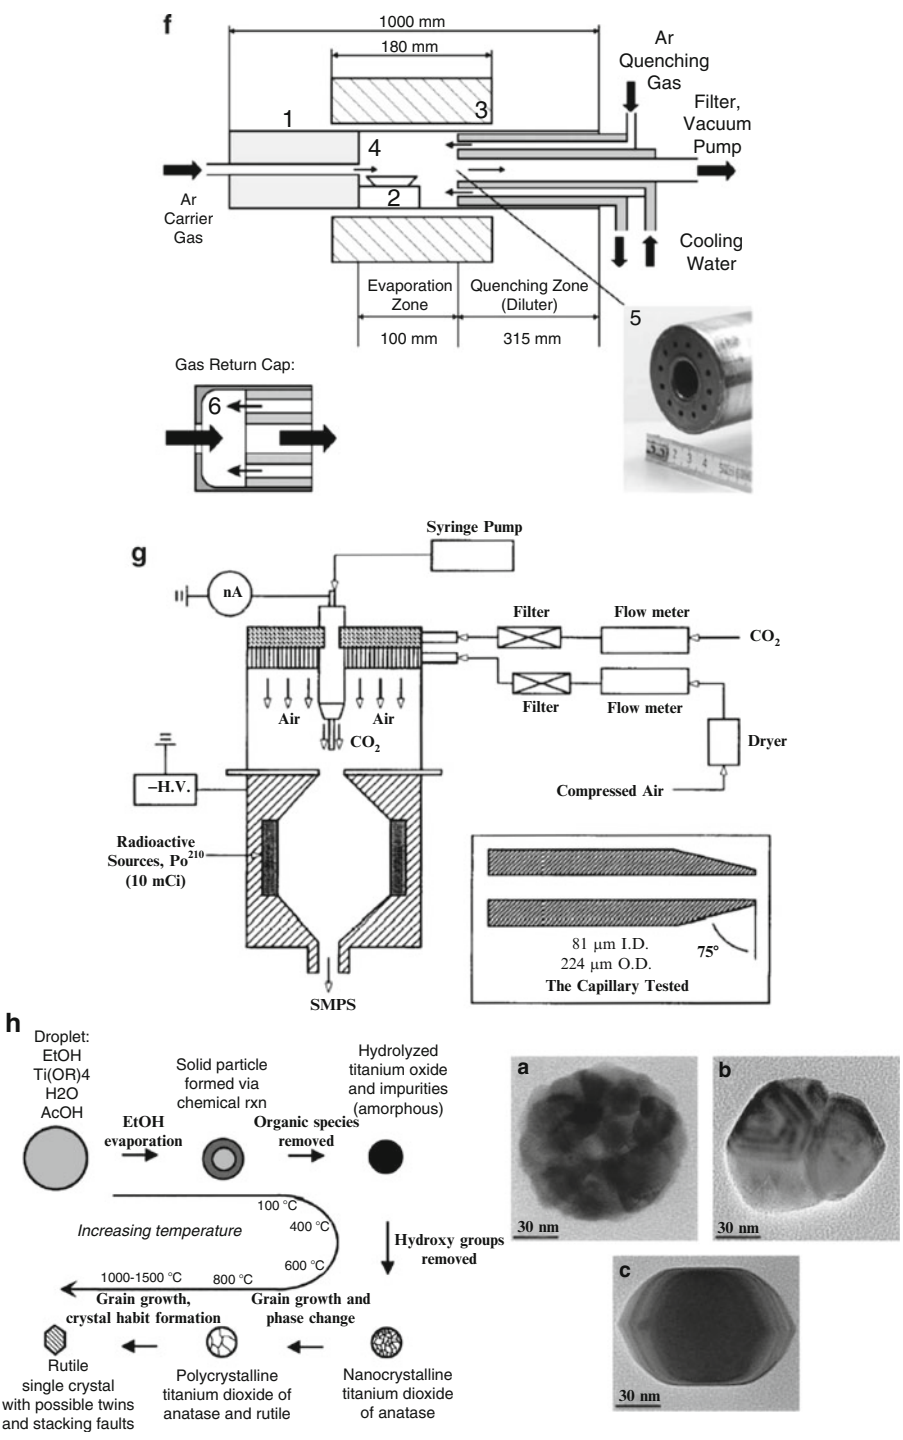 f
1000 mm
180 mm
Ar
Quenching
Gas
Filter,
Vacuum
Pump
1
3
4
2
Ar
Carrier
Gas
Cooling
Water
Evaporation
Zone
Quenching Zone
(Diluter)
100 mm
315 mm
5
Gas Return Cap:
6
2 3 4
g
Syringe Pump
nA
Filter
Flow meter
CO₂
Filter
Flow meter
Air
Air
CO₂
Dryer
Compressed Air
–H.V.
Radioactive
Sources, Po²¹⁰
(10 mCi)
81 μm I.D.
224 μm O.D.
75°
The Capillary Tested
SMPS
h
Droplet:
EtOH
Ti(OR)4
H2O
AcOH
EtOH
evaporation
Solid particle
formed via
chemical rxn
Organic species
removed
Hydrolyzed
titanium oxide
and impurities
(amorphous)
100 °C
Increasing temperature
400 °C
600 °C
Hydroxy groups
removed
1000-1500 °C
800 °C
Grain growth,
crystal habit formation
Grain growth and
phase change
Rutile
single crystal
with possible twins
and stacking faults
Polycrystalline
titanium dioxide of
anatase and rutile
Nanocrystalline
titanium dioxide
of anatase
a
30 nm
b
30 nm
c
30 nm